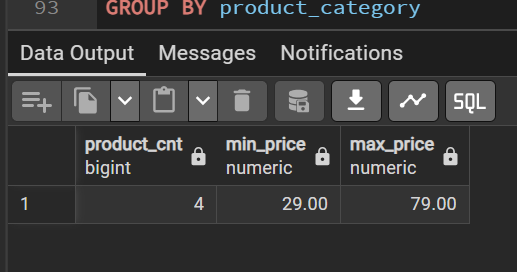 93 GROUP BY product_category
Data Output Messages Notifications
SQL
product_cnt min_price max_price
bigint numeric numeric
1 4 29.00 79.00